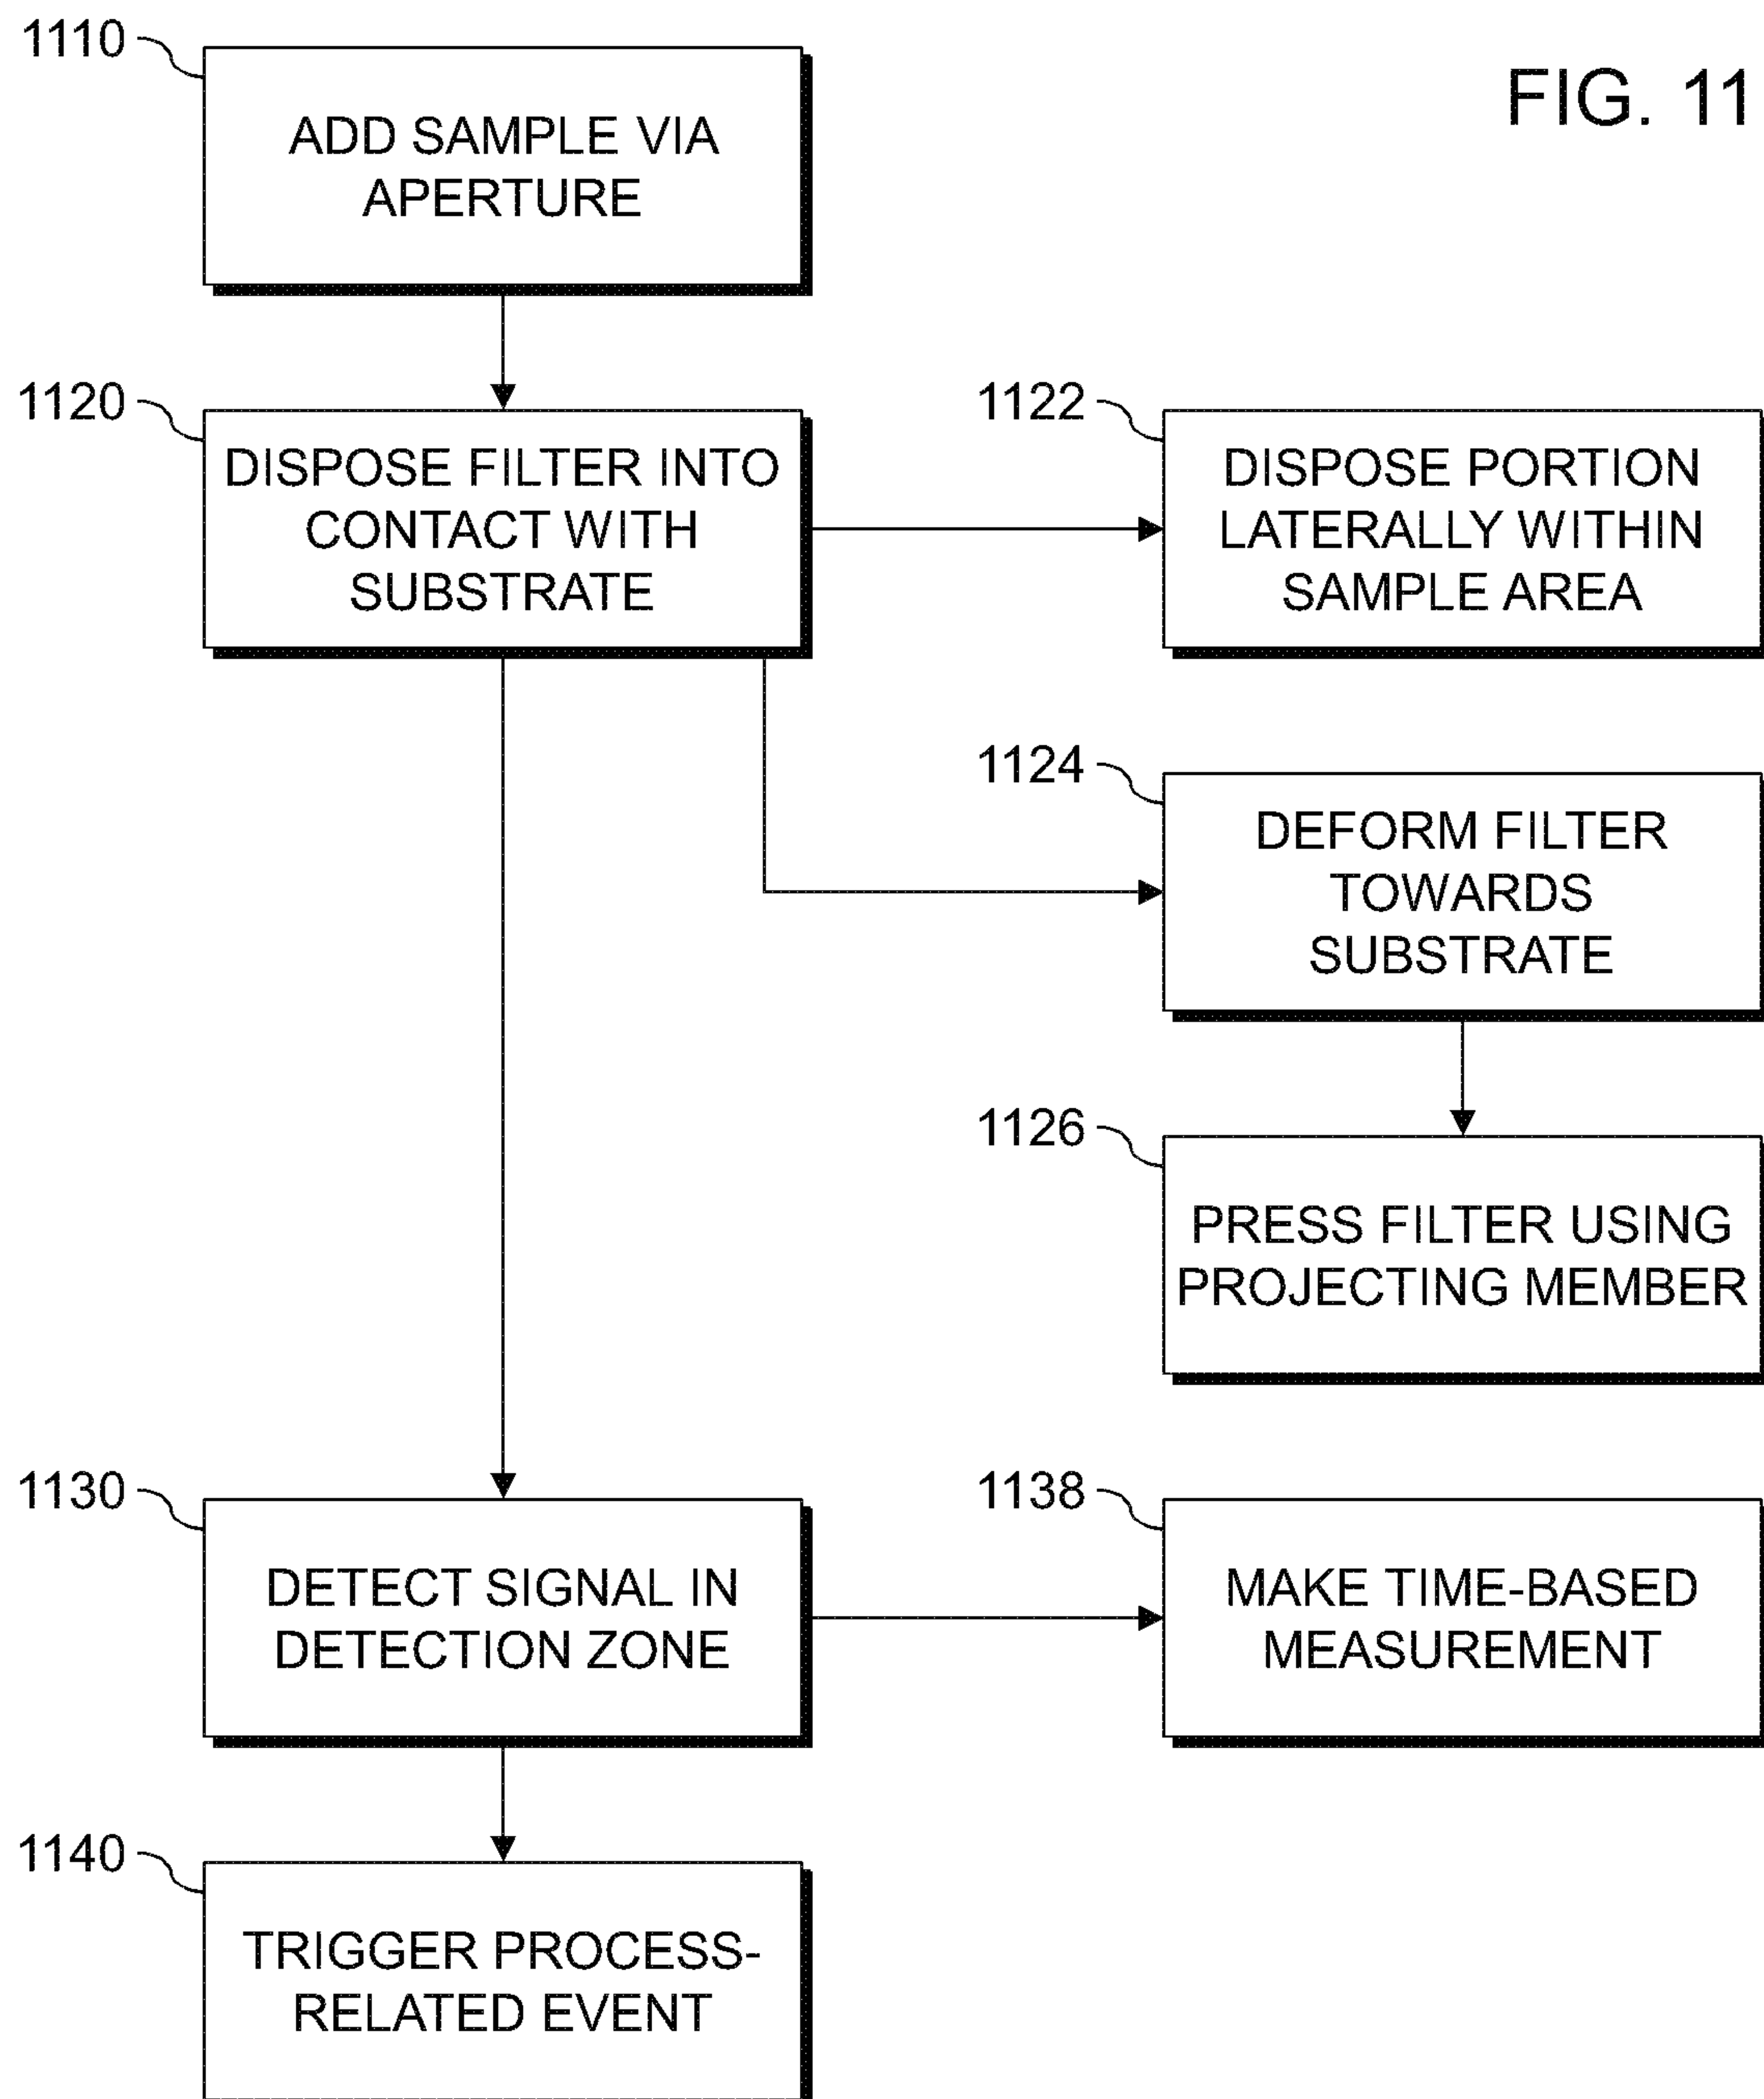 FIG. 11
1110
ADD SAMPLE VIA
APERTURE
1120
DISPOSE FILTER INTO
CONTACT WITH
SUBSTRATE
1122
DISPOSE PORTION
LATERALLY WITHIN
SAMPLE AREA
1124
DEFORM FILTER
TOWARDS
SUBSTRATE
1126
PRESS FILTER USING
PROJECTING MEMBER
1130
DETECT SIGNAL IN
DETECTION ZONE
1138
MAKE TIME-BASED
MEASUREMENT
1140
TRIGGER PROCESS-
RELATED EVENT